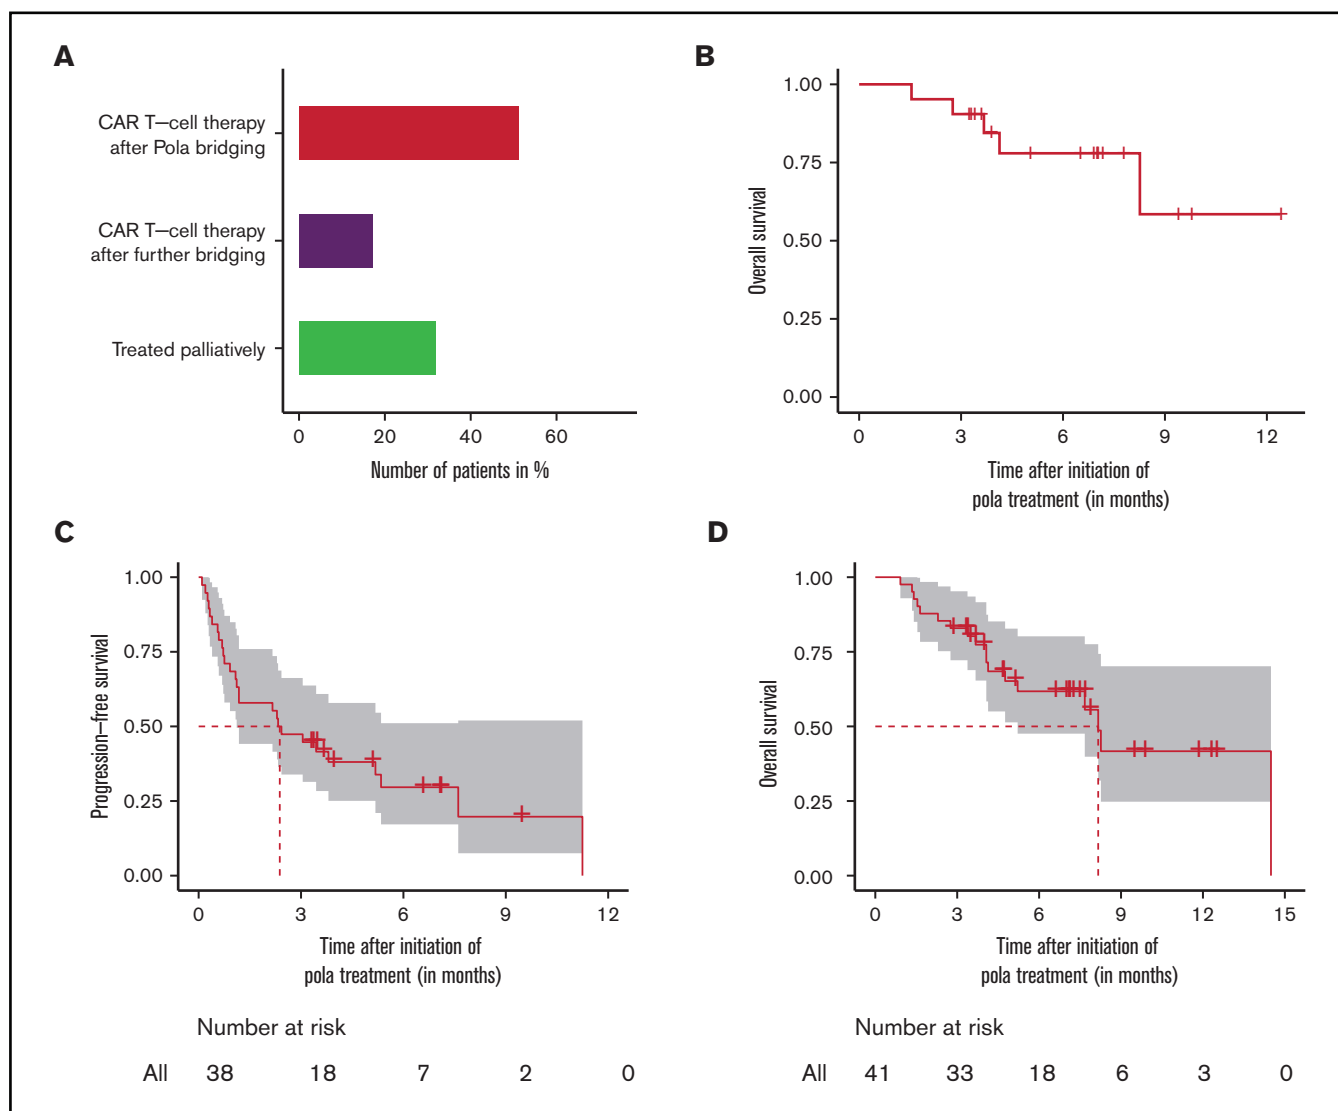 A
CAR T–cell therapy
after Pola bridging
CAR T–cell therapy
after further bridging
Treated palliatively
0 20 40 60
Number of patients in %
B
Overall survival
1.00
0.75
0.50
0.25
0.00
0 3 6 9 12
Time after initiation of
pola treatment (in months)
C
Progression–free survival
1.00
0.75
0.50
0.25
0.00
0 3 6 9 12
Time after initiation of
pola treatment (in months)
Number at risk
All 38 18 7 2 0
D
Overall survival
1.00
0.75
0.50
0.25
0.00
0 3 6 9 12 15
Time after initiation of
pola treatment (in months)
Number at risk
All 41 33 18 6 3 0